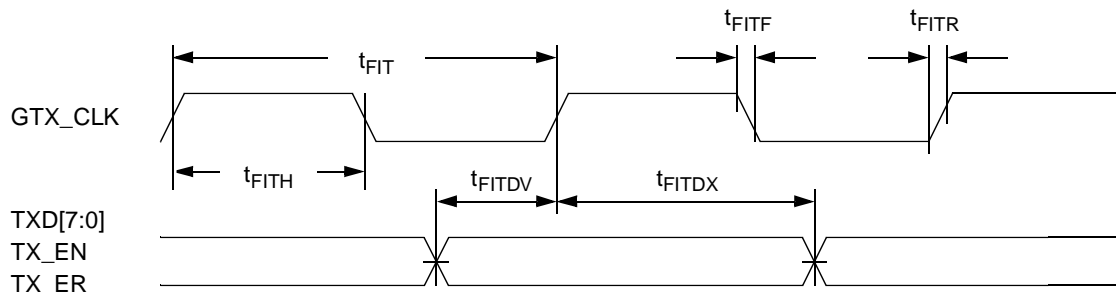 tFITF
tFITR
tFIT
GTX_CLK
tFITH
tFITDV
tFITDX
TXD[7:0]
TX_EN
TX_ER